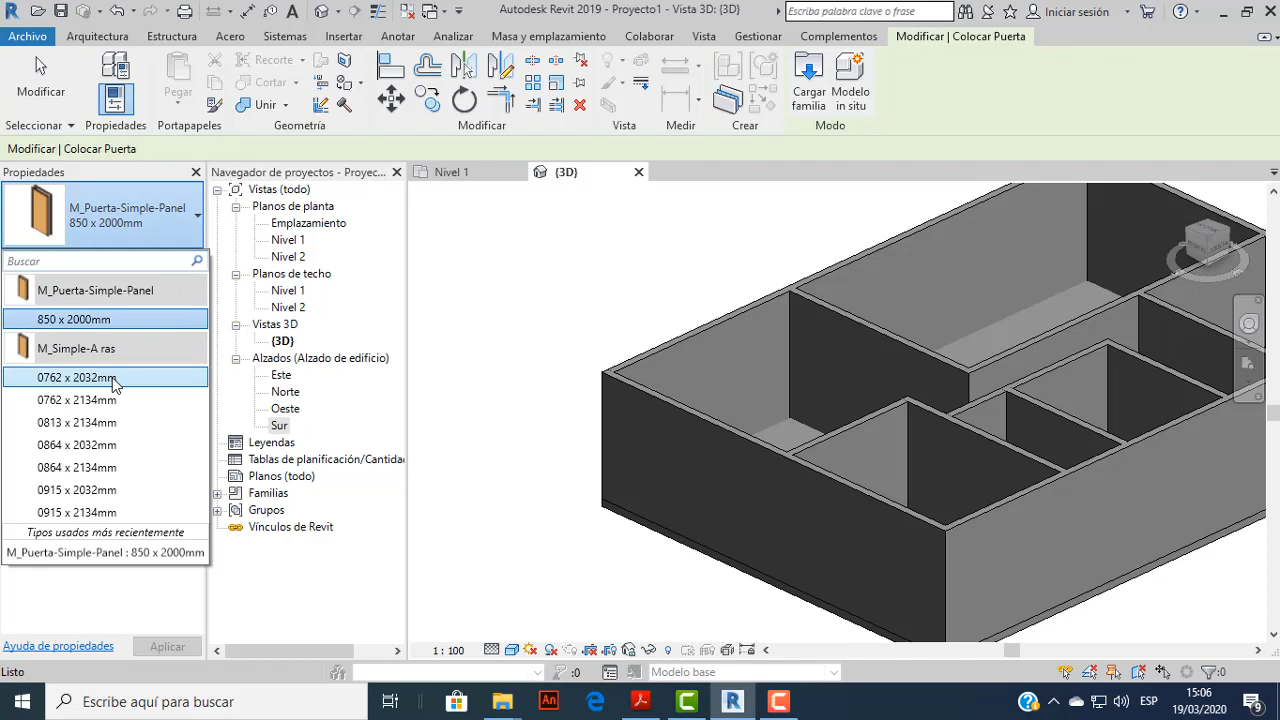 Autodesk Revit 2019 - Proyecto1 - Vista 3D: {3D}
Escriba palabra clave o frase
Iniciar sesión
Archivo Arquitectura Estructura Acero Sistemas Insertar Anotar Analizar Masa y emplazamiento Colaborar Vista Gestionar Complementos Modificar | Colocar Puerta
Modificar
Pegar
Recorte
Cortar
Unir
Cargar familia
Modelo in situ
Seleccionar Propiedades Portapapeles Geometría Modificar Vista Medir Crear Modo
Modificar | Colocar Puerta
Propiedades
M_Puerta-Simple-Panel
850 x 2000mm
Buscar
M_Puerta-Simple-Panel
850 x 2000mm
M_Simple-A ras
0762 x 2032mm
0762 x 2134mm
0813 x 2134mm
0864 x 2032mm
0864 x 2134mm
0915 x 2032mm
0915 x 2134mm
Tipos usados más recientemente
M_Puerta-Simple-Panel : 850 x 2000mm
Ayuda de propiedades
Aplicar
Navegador de proyectos - Proyec...
Vistas (todo)
Planos de planta
Emplazamiento
Nivel 1
Nivel 2
Planos de techo
Nivel 1
Nivel 2
Vistas 3D
{3D}
Alzados (Alzado de edificio)
Este
Norte
Oeste
Sur
Leyendas
Tablas de planificación/Cantida
Planos (todo)
Familias
Grupos
Vínculos de Revit
Nivel 1
{3D}
1 : 100
Listo
:0
Modelo base
:0
Escribe aquí para buscar
ESP
15:06
19/03/2020